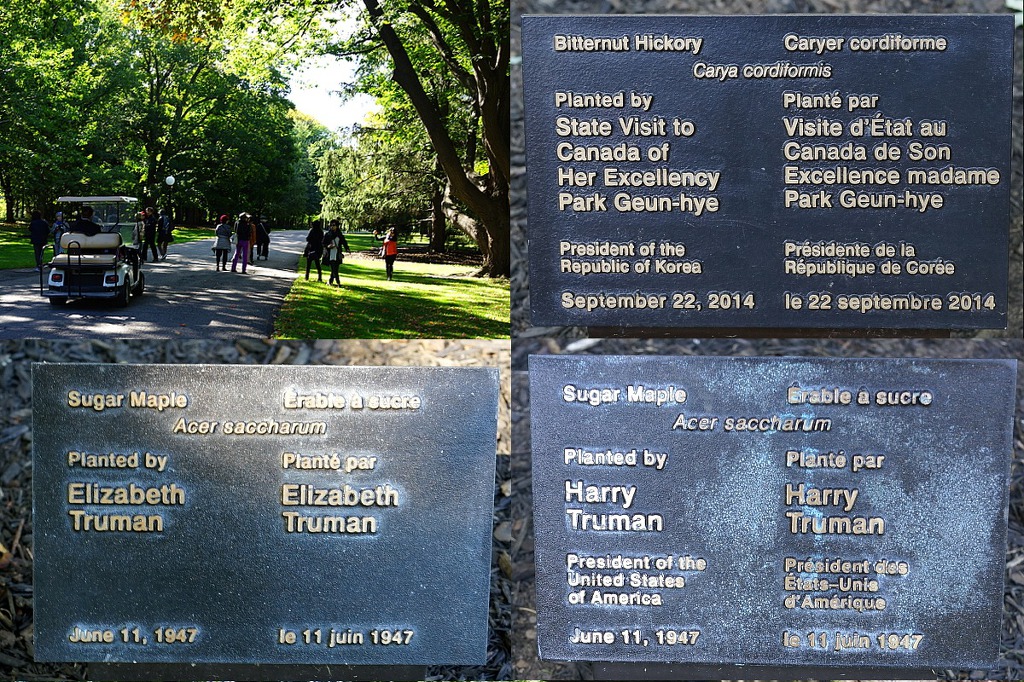 Bitternut Hickory Caryer cordiforme
Carya cordiformis
Planted by
State Visit to
Canada of
Her Excellency
Park Geun-hye
President of the
Republic of Korea
September 22, 2014
Planté par
Visite d'État au
Canada de Son
Excellence madame
Park Geun-hye
Présidente de la
République de Corée
le 22 septembre 2014
Sugar Maple Érable à sucre
Acer saccharum
Planted by
Elizabeth
Truman
June 11, 1947
Planté par
Elizabeth
Truman
le 11 juin 1947
Sugar Maple Érable à sucre
Acer saccharum
Planted by
Harry
Truman
President of the
United States
of America
June 11, 1947
Planté par
Harry
Truman
Président des
États-Unis
d'Amérique
le 11 juin 1947